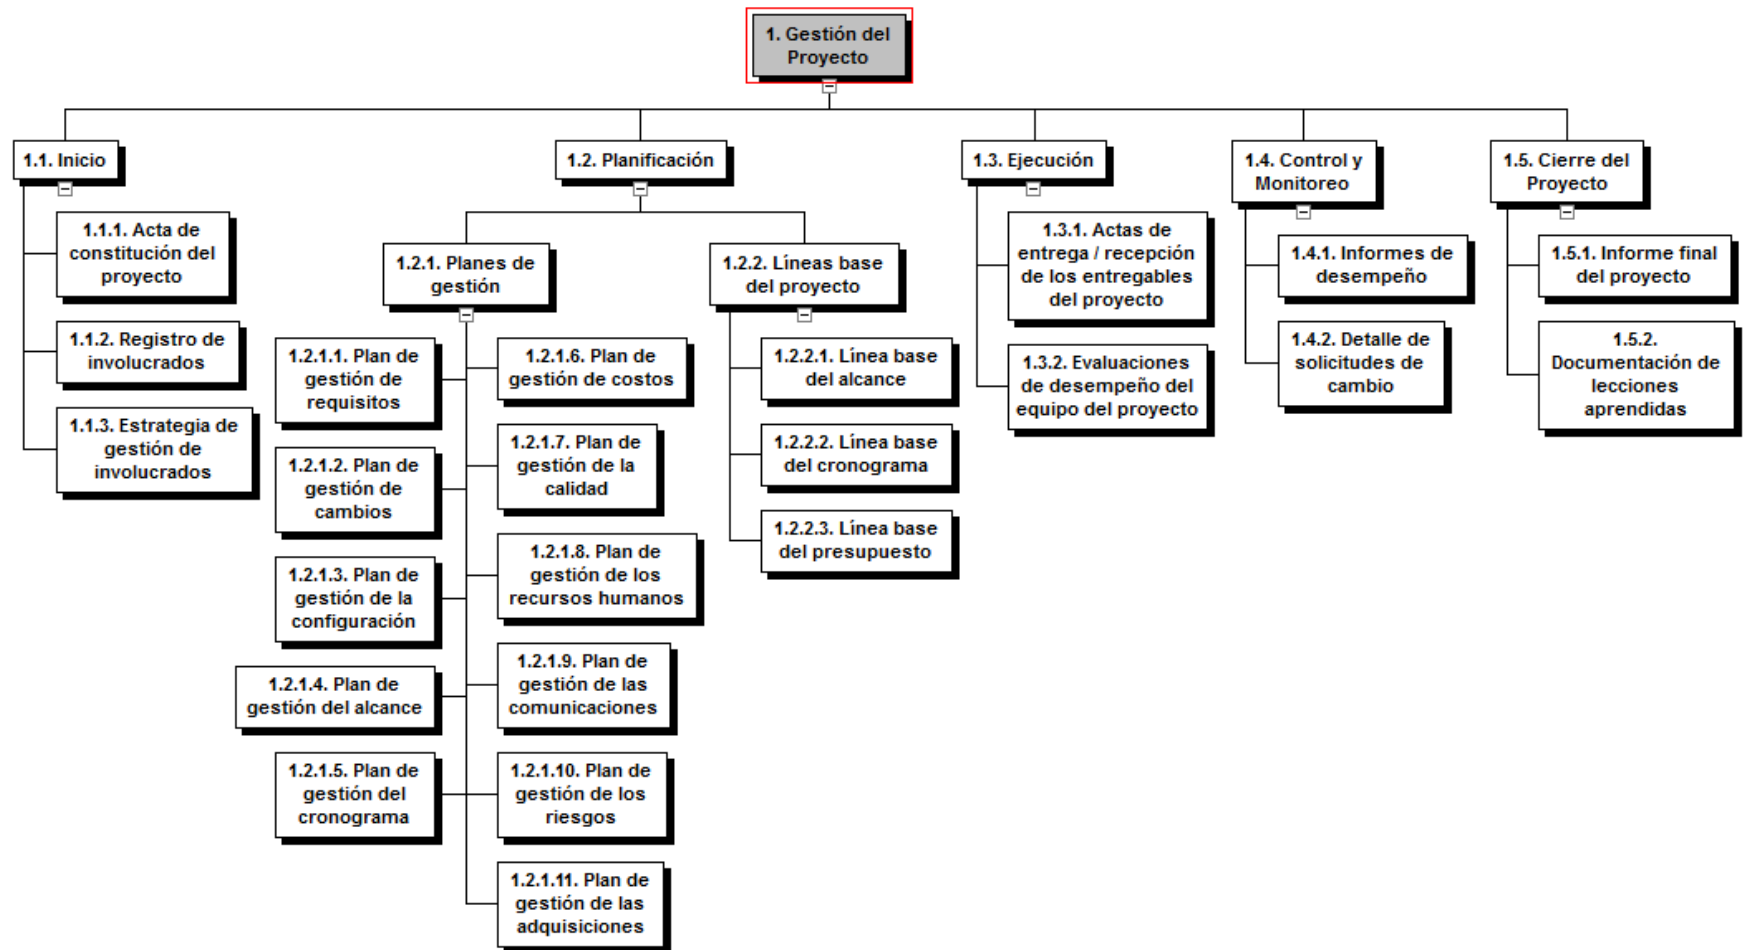 1. Gestión del
Proyecto
1.1. Inicio
1.2. Planificación
1.3. Ejecución
1.4. Control y
Monitoreo
1.5. Cierre del
Proyecto
1.1.1. Acta de
constitución del
proyecto
1.1.2. Registro de
involucrados
1.1.3. Estrategia de
gestión de
involucrados
1.2.1. Planes de
gestión
1.2.1.1. Plan de
gestión de
requisitos
1.2.1.2. Plan de
gestión de
cambios
1.2.1.3. Plan de
gestión de la
configuración
1.2.1.4. Plan de
gestión del alcance
1.2.1.5. Plan de
gestión del
cronograma
1.2.1.6. Plan de
gestión de costos
1.2.1.7. Plan de
gestión de la
calidad
1.2.1.8. Plan de
gestión de los
recursos humanos
1.2.1.9. Plan de
gestión de las
comunicaciones
1.2.1.10. Plan de
gestión de los
riesgos
1.2.1.11. Plan de
gestión de las
adquisiciones
1.2.2. Líneas base
del proyecto
1.2.2.1. Línea base
del alcance
1.2.2.2. Línea base
del cronograma
1.2.2.3. Línea base
del presupuesto
1.3.1. Actas de
entrega / recepción
de los entregables
del proyecto
1.3.2. Evaluaciones
de desempeño del
equipo del proyecto
1.4.1. Informes de
desempeño
1.4.2. Detalle de
solicitudes de
cambio
1.5.1. Informe final
del proyecto
1.5.2.
Documentación de
lecciones
aprendidas